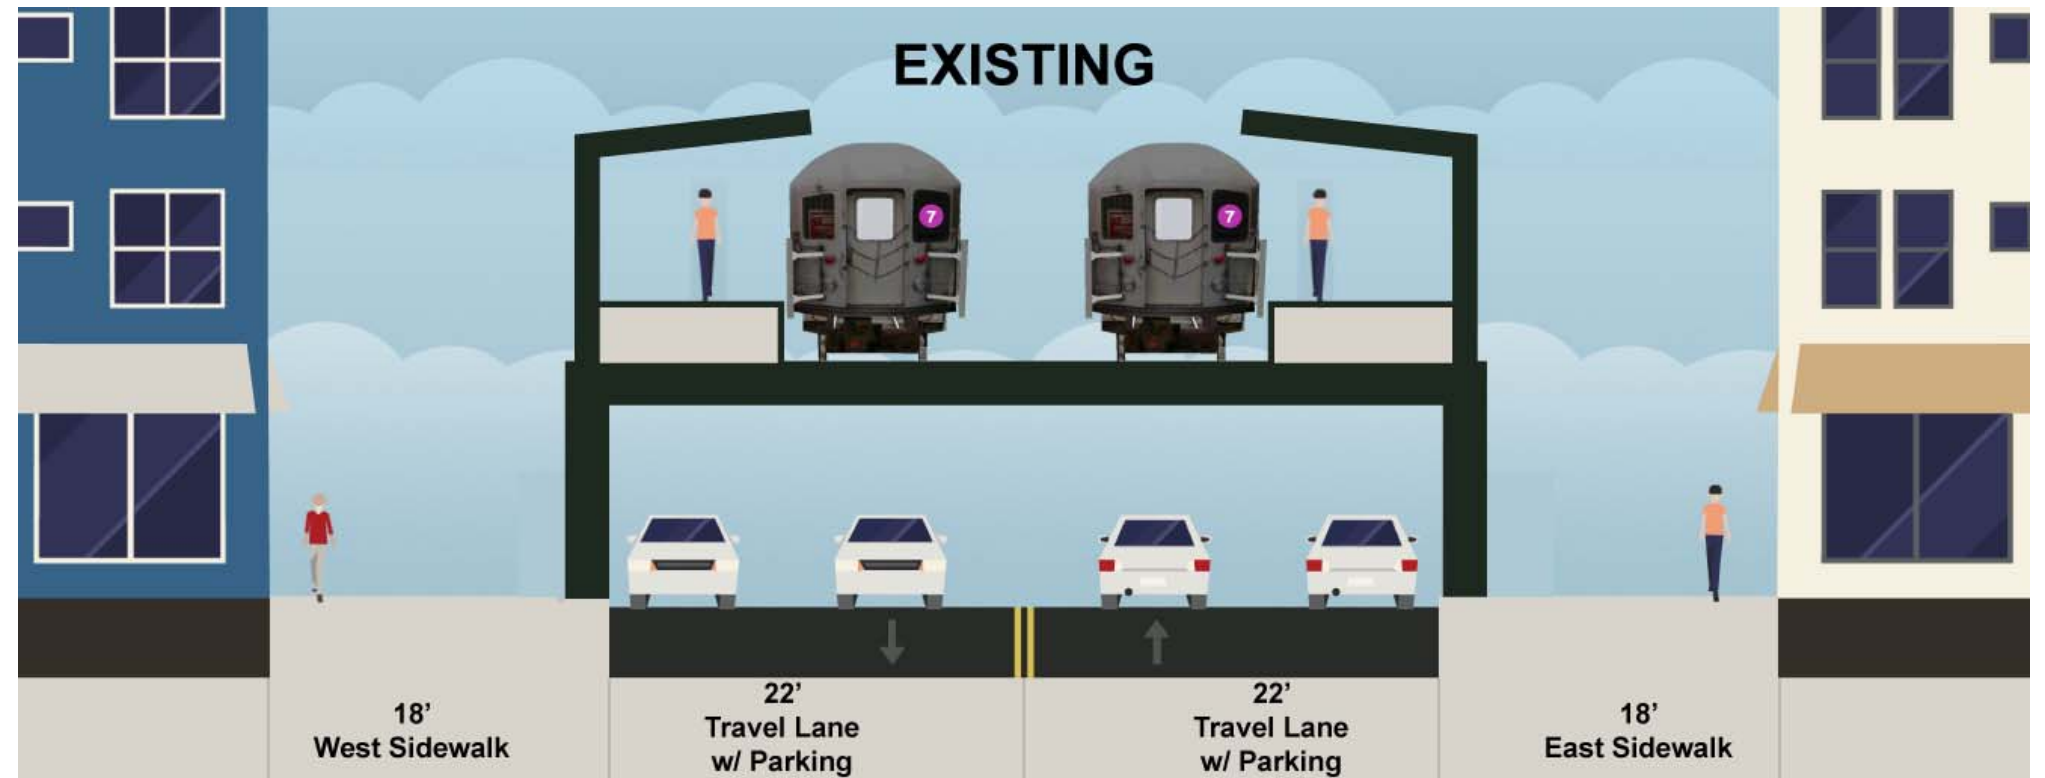 EXISTING
7
7
18’
West Sidewalk
22’
Travel Lane
w/ Parking
22’
Travel Lane
w/ Parking
18’
East Sidewalk